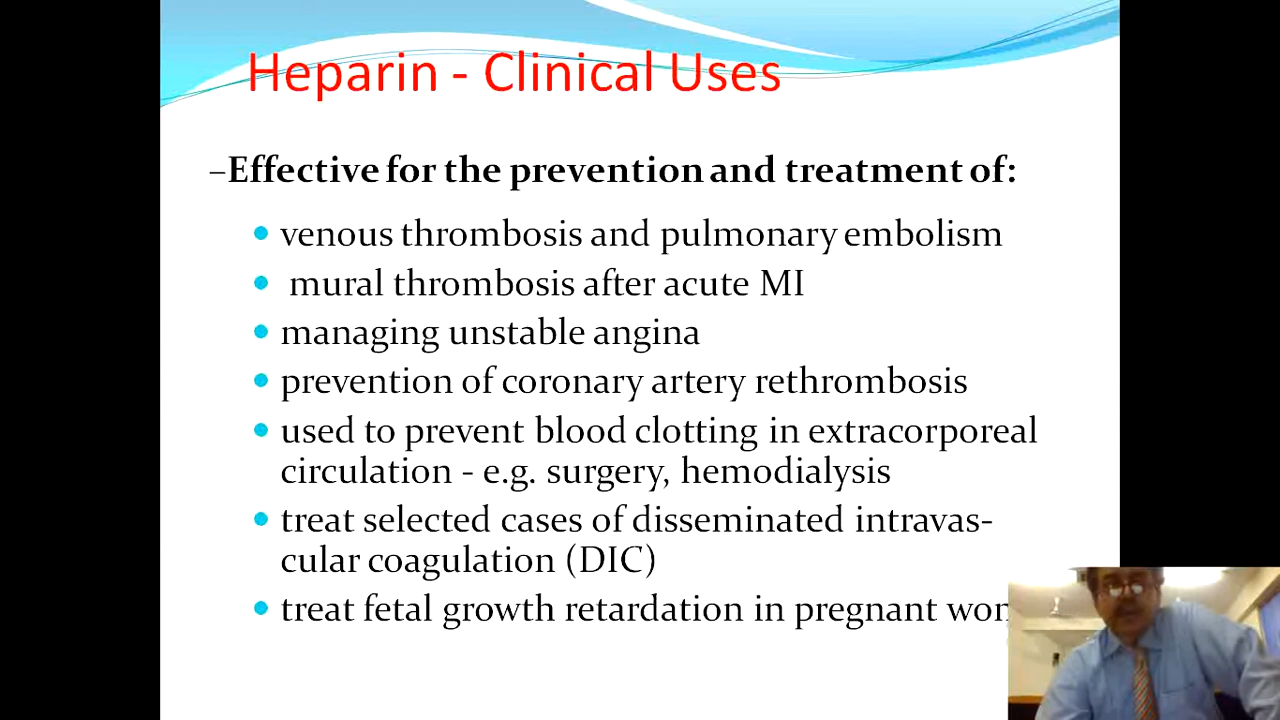 Heparin - Clinical Uses
–Effective for the prevention and treatment of:
• venous thrombosis and pulmonary embolism
• mural thrombosis after acute MI
• managing unstable angina
• prevention of coronary artery rethrombosis
• used to prevent blood clotting in extracorporeal
circulation - e.g. surgery, hemodialysis
• treat selected cases of disseminated intravas-
cular coagulation (DIC)
• treat fetal growth retardation in pregnant